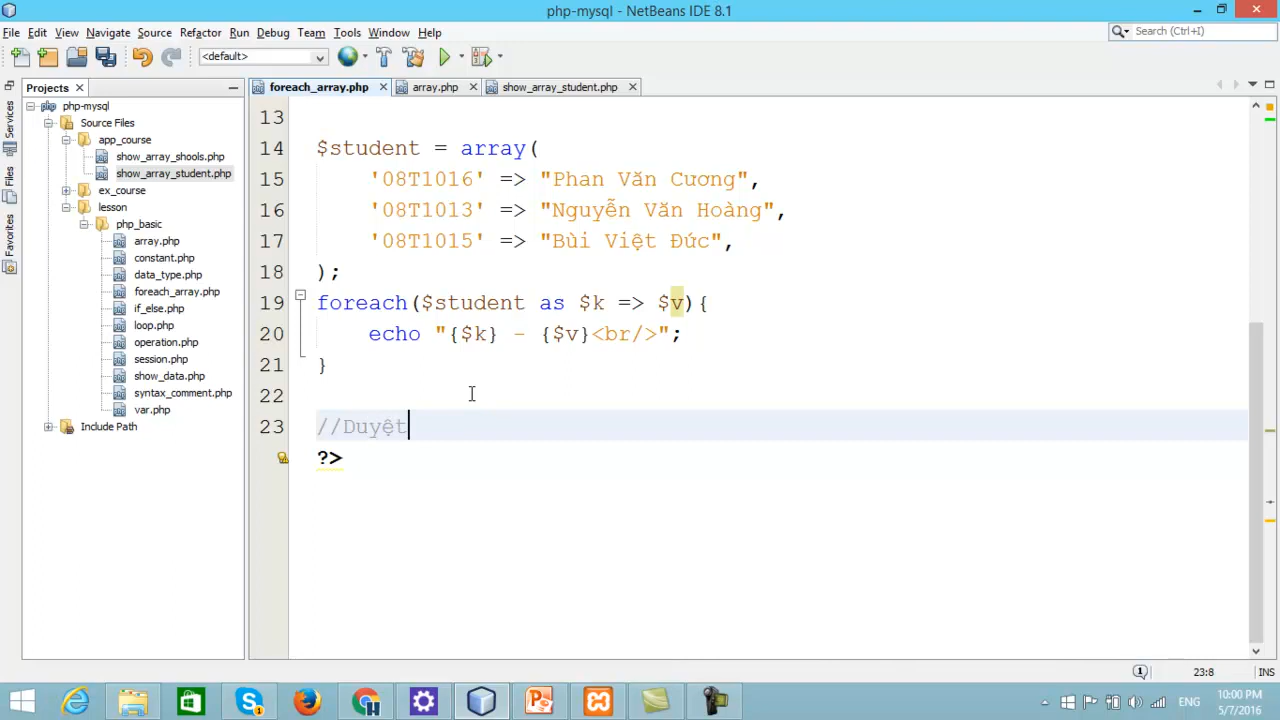 php-mysql - NetBeans IDE 8.1
File Edit View Navigate Source Refactor Run Debug Team Tools Window Help
Search (Ctrl+I)
<default>
Projects
foreach_array.php
array.php
show_array_student.php
Services
Files
Favorites
php-mysql
Source Files
app_course
show_array_shools.php
show_array_student.php
ex_course
lesson
php_basic
array.php
constant.php
data_type.php
foreach_array.php
if_else.php
loop.php
operation.php
session.php
show_data.php
syntax_comment.php
var.php
Include Path
13
14 $student = array(
15 '08T1016' => "Phan Văn Cương",
16 '08T1013' => "Nguyễn Văn Hoàng",
17 '08T1015' => "Bùi Việt Đức",
18 );
19 foreach($student as $k => $v){
20 echo "{$k} - {$v}<br/>";
21 }
22
23 //Duyệt
?>
23:8
INS
ENG
10:00 PM
5/7/2016